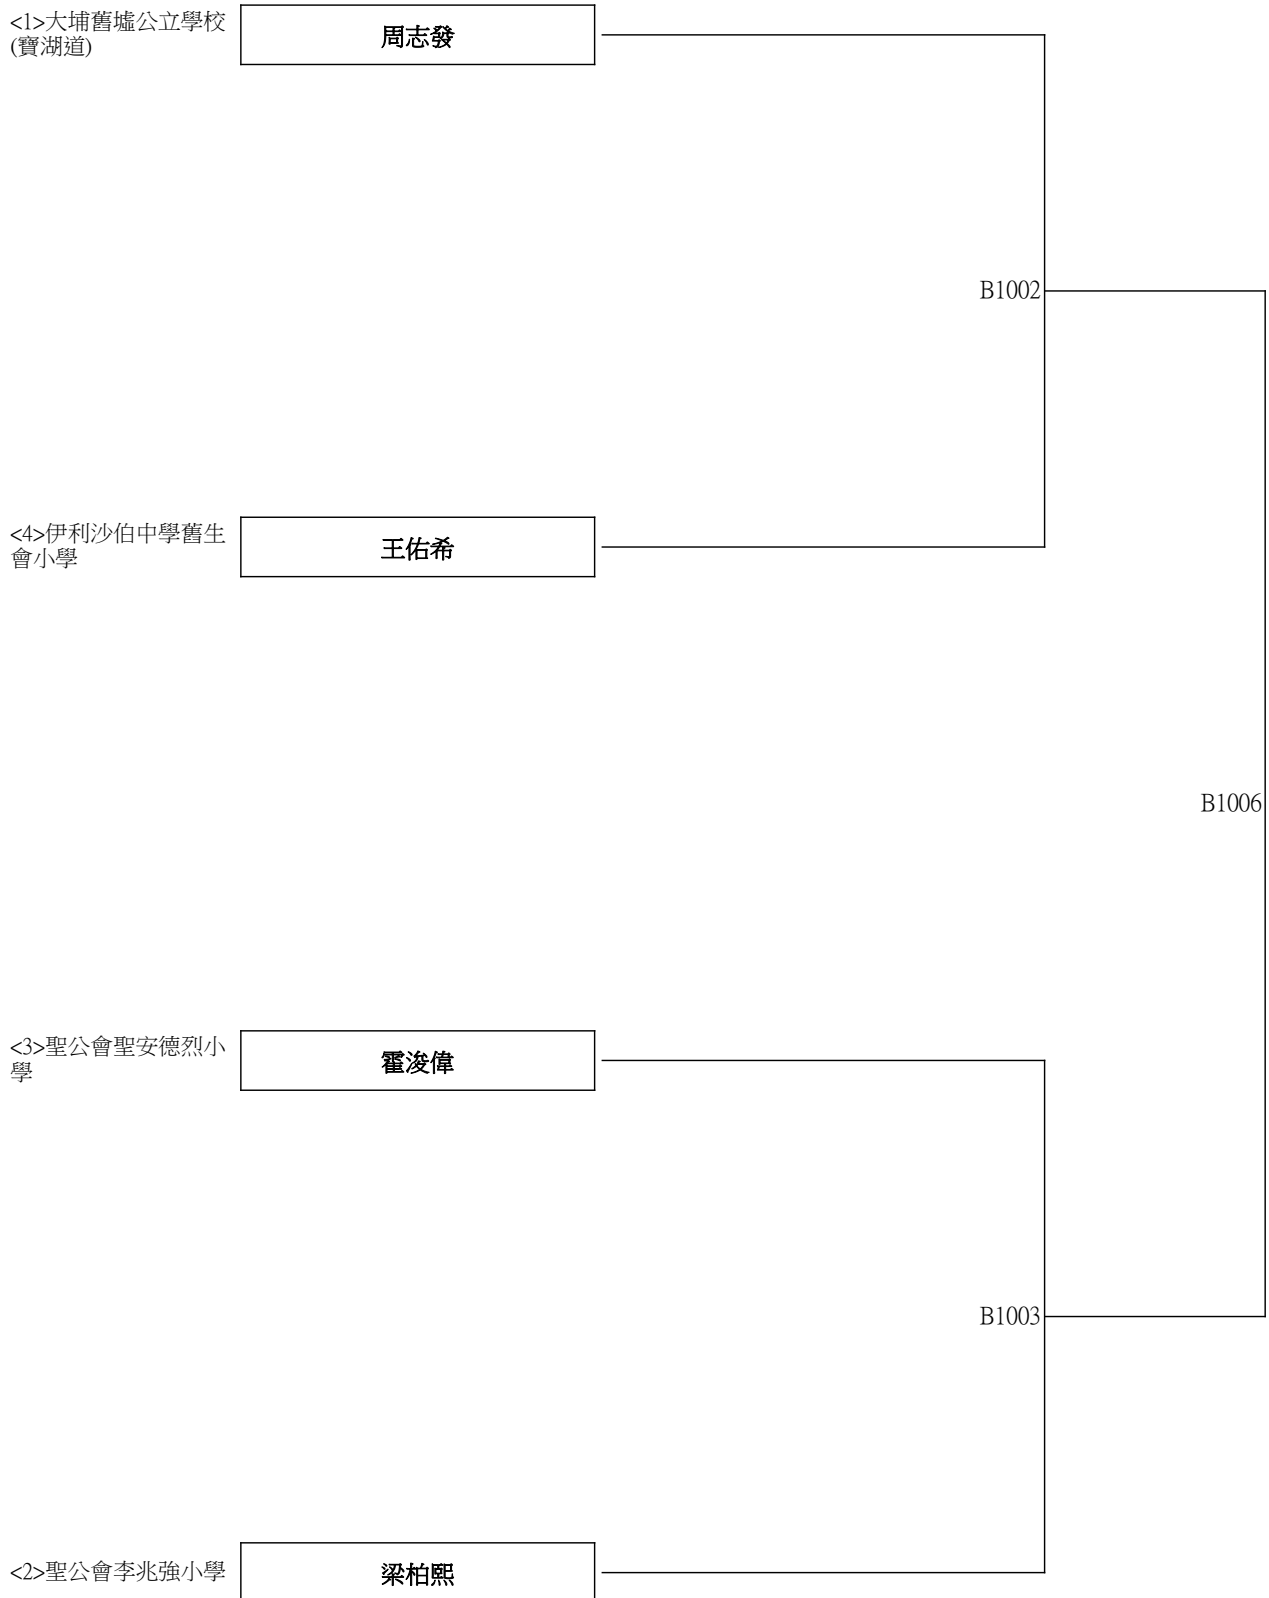 <1>大埔舊墟公立學校
(寶湖道)
周志發
B1002
<4>伊利沙伯中學舊生
會小學
王佑希
B1006
<3>聖公會聖安德烈小
學
霍浚偉
B1003
<2>聖公會李兆強小學
梁柏熙